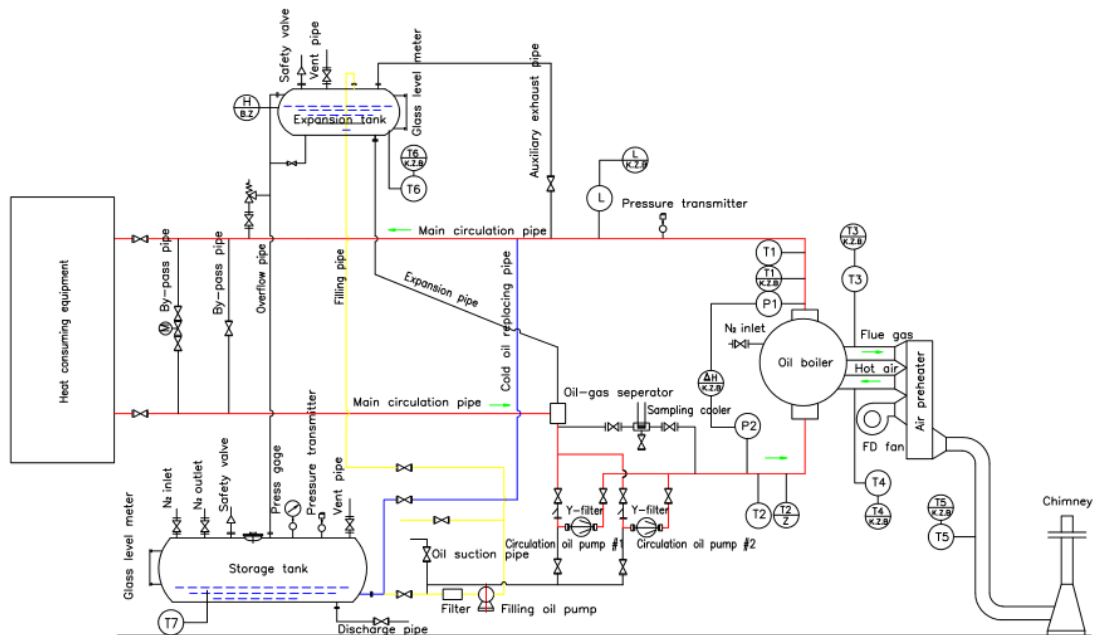 Safety valve
Vent pipe
Glass level meter
H
B.Z
Expansion tank
T6
K.Z.B
T6
Auxiliary exhaust pipe
L
K.Z.B
L
Pressure transmitter
Main circulation pipe
T1
T1
K.Z.B
P1
T3
K.Z.B
T3
Heat consuming equipment
By-pass pipe
M
By-pass pipe
Overflow pipe
Filling pipe
Expansion pipe
Cold oil replacing pipe
N₂ inlet
Oil boiler
Flue gas
Hot air
Air preheater
FD fan
ΔH
K.Z.B
P2
Main circulation pipe
Oil-gas seperator
Sampling cooler
T2
T2
Z
T4
T4
K.Z.B
T5
K.Z.B
T5
Chimney
Glass level meter
N₂ inlet
N₂ outlet
Safety valve
Press gage
Pressure transmitter
Vent pipe
Storage tank
T7
Discharge pipe
Oil suction pipe
Filter
Filling oil pump
Y-filter
Y-filter
Circulation oil pump #1
Circulation oil pump #2